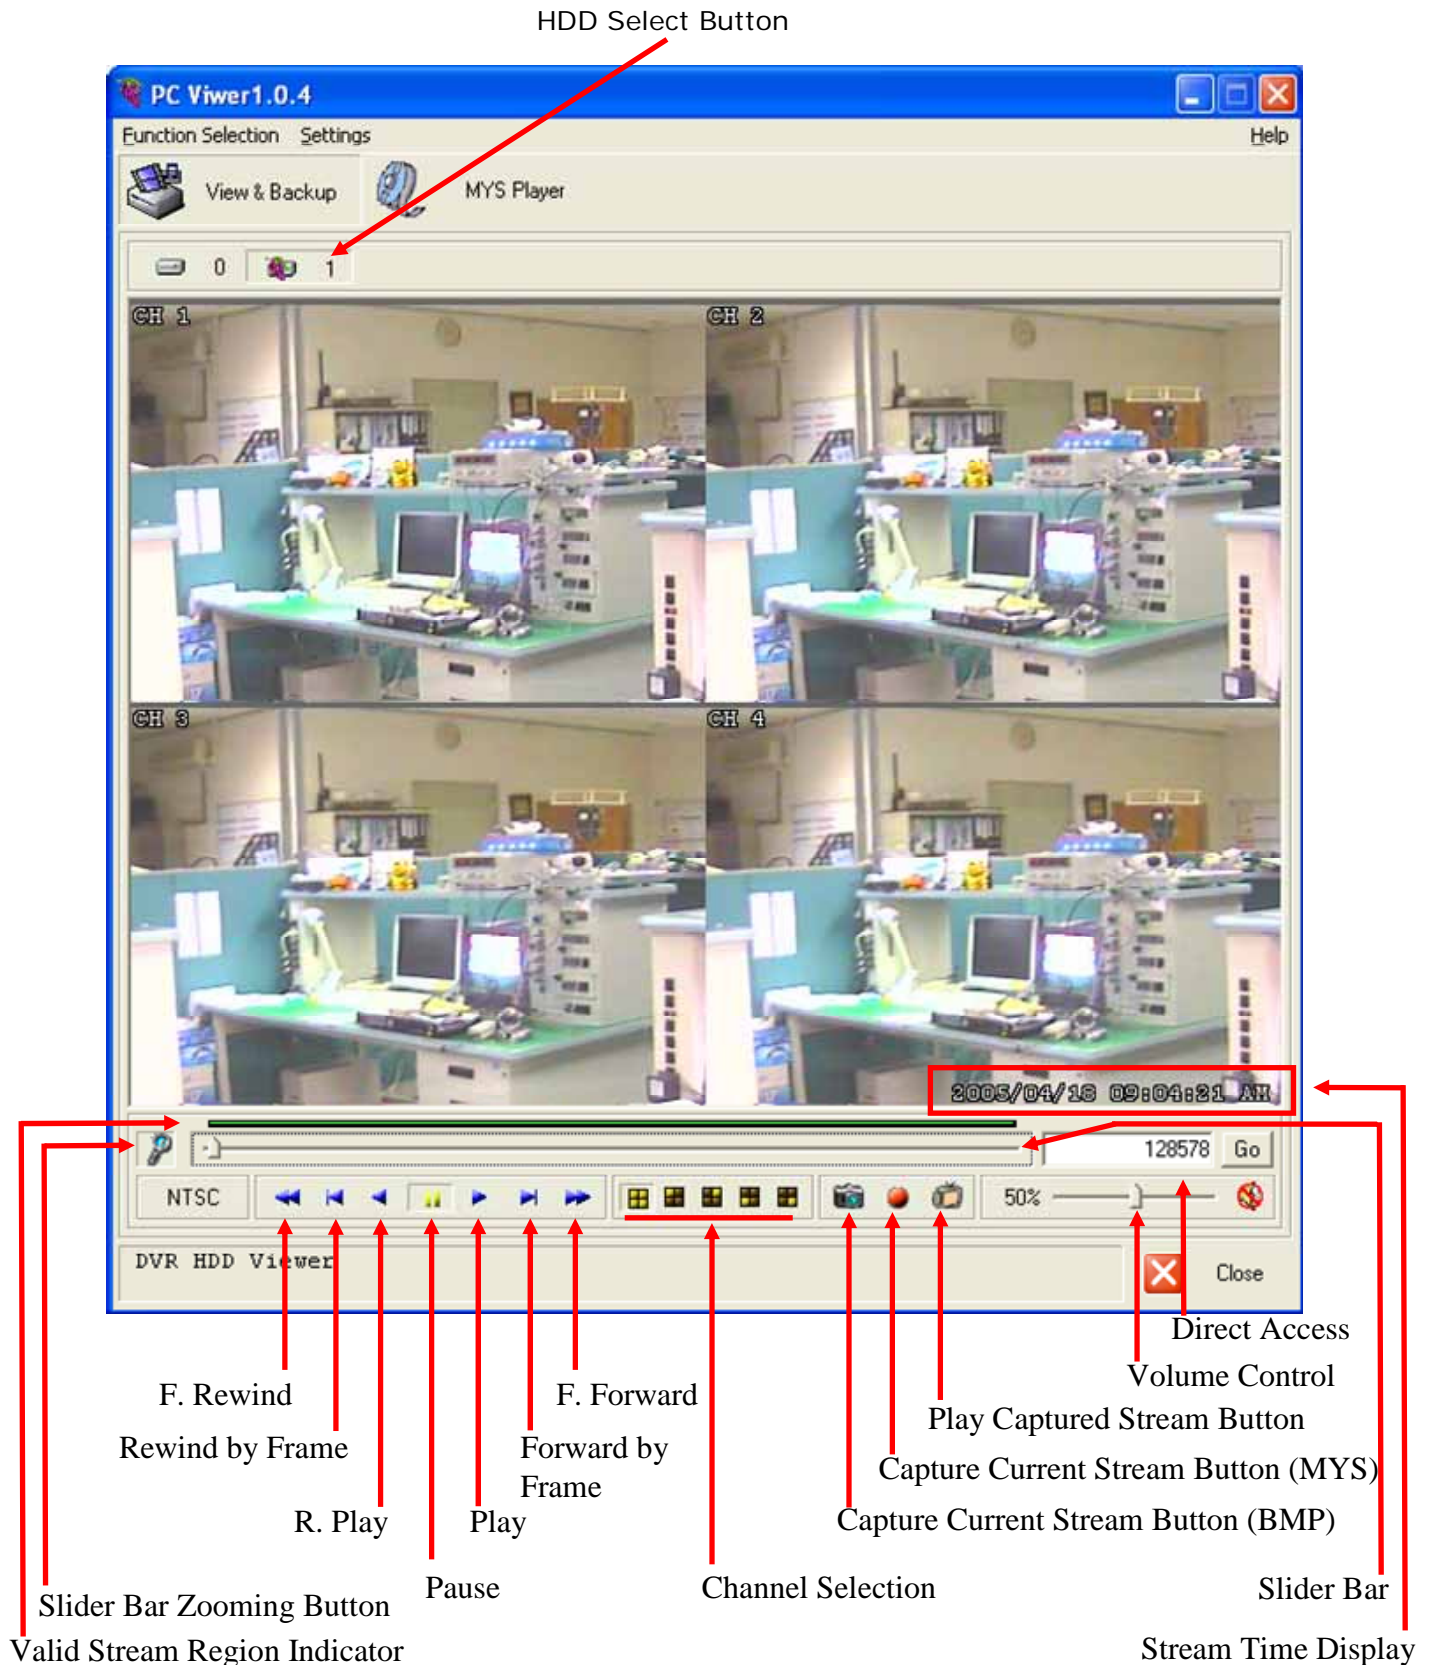 HDD Select Button
PC Viwer1.0.4
Function Selection Settings Help
View & Backup MYS Player
0 1
CH 1 CH 2
CH 3 CH 4
2005/04/18 09:04:21 AM
128578 Go
NTSC 50%
DVR HDD Viewer
Close
Direct Access
Volume Control
F. Rewind F. Forward
Play Captured Stream Button
Rewind by Frame Forward by
Frame
Capture Current Stream Button (MYS)
R. Play Play Capture Current Stream Button (BMP)
Pause Channel Selection Slider Bar
Slider Bar Zooming Button
Valid Stream Region Indicator Stream Time Display